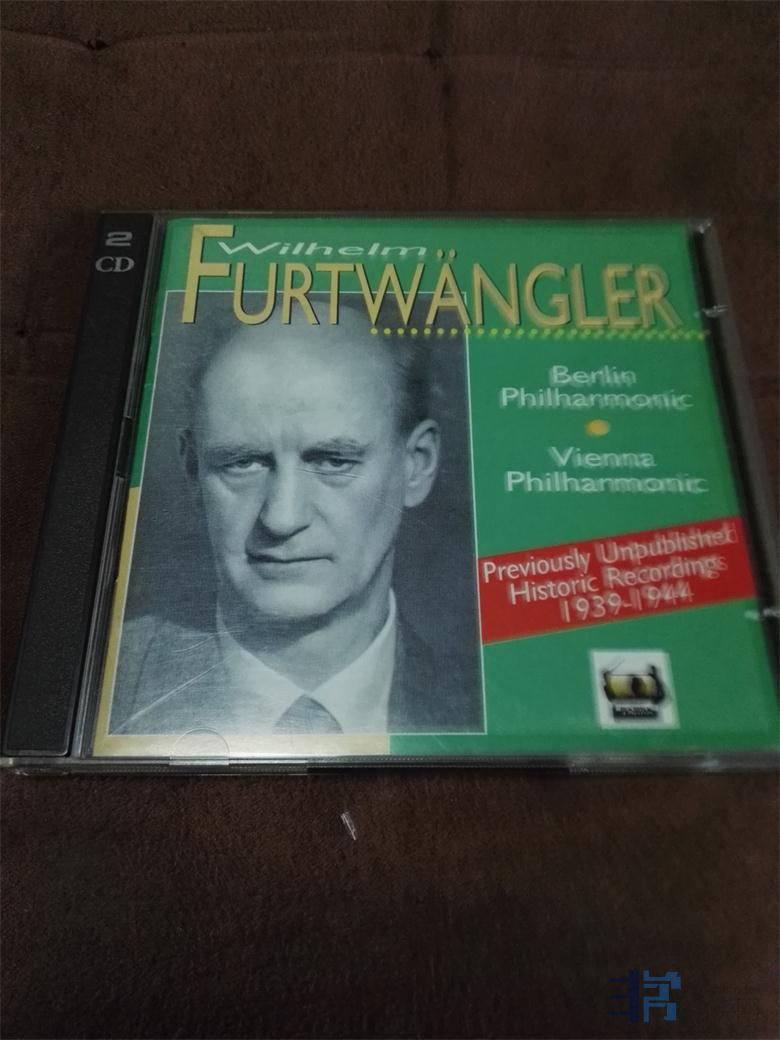 2
CD
Wilhelm
FURTWÄNGLER
Berlin
Philharmonic
Vienna
Philharmonic
Previously Unpublished
Historic Recordings
1939-1944